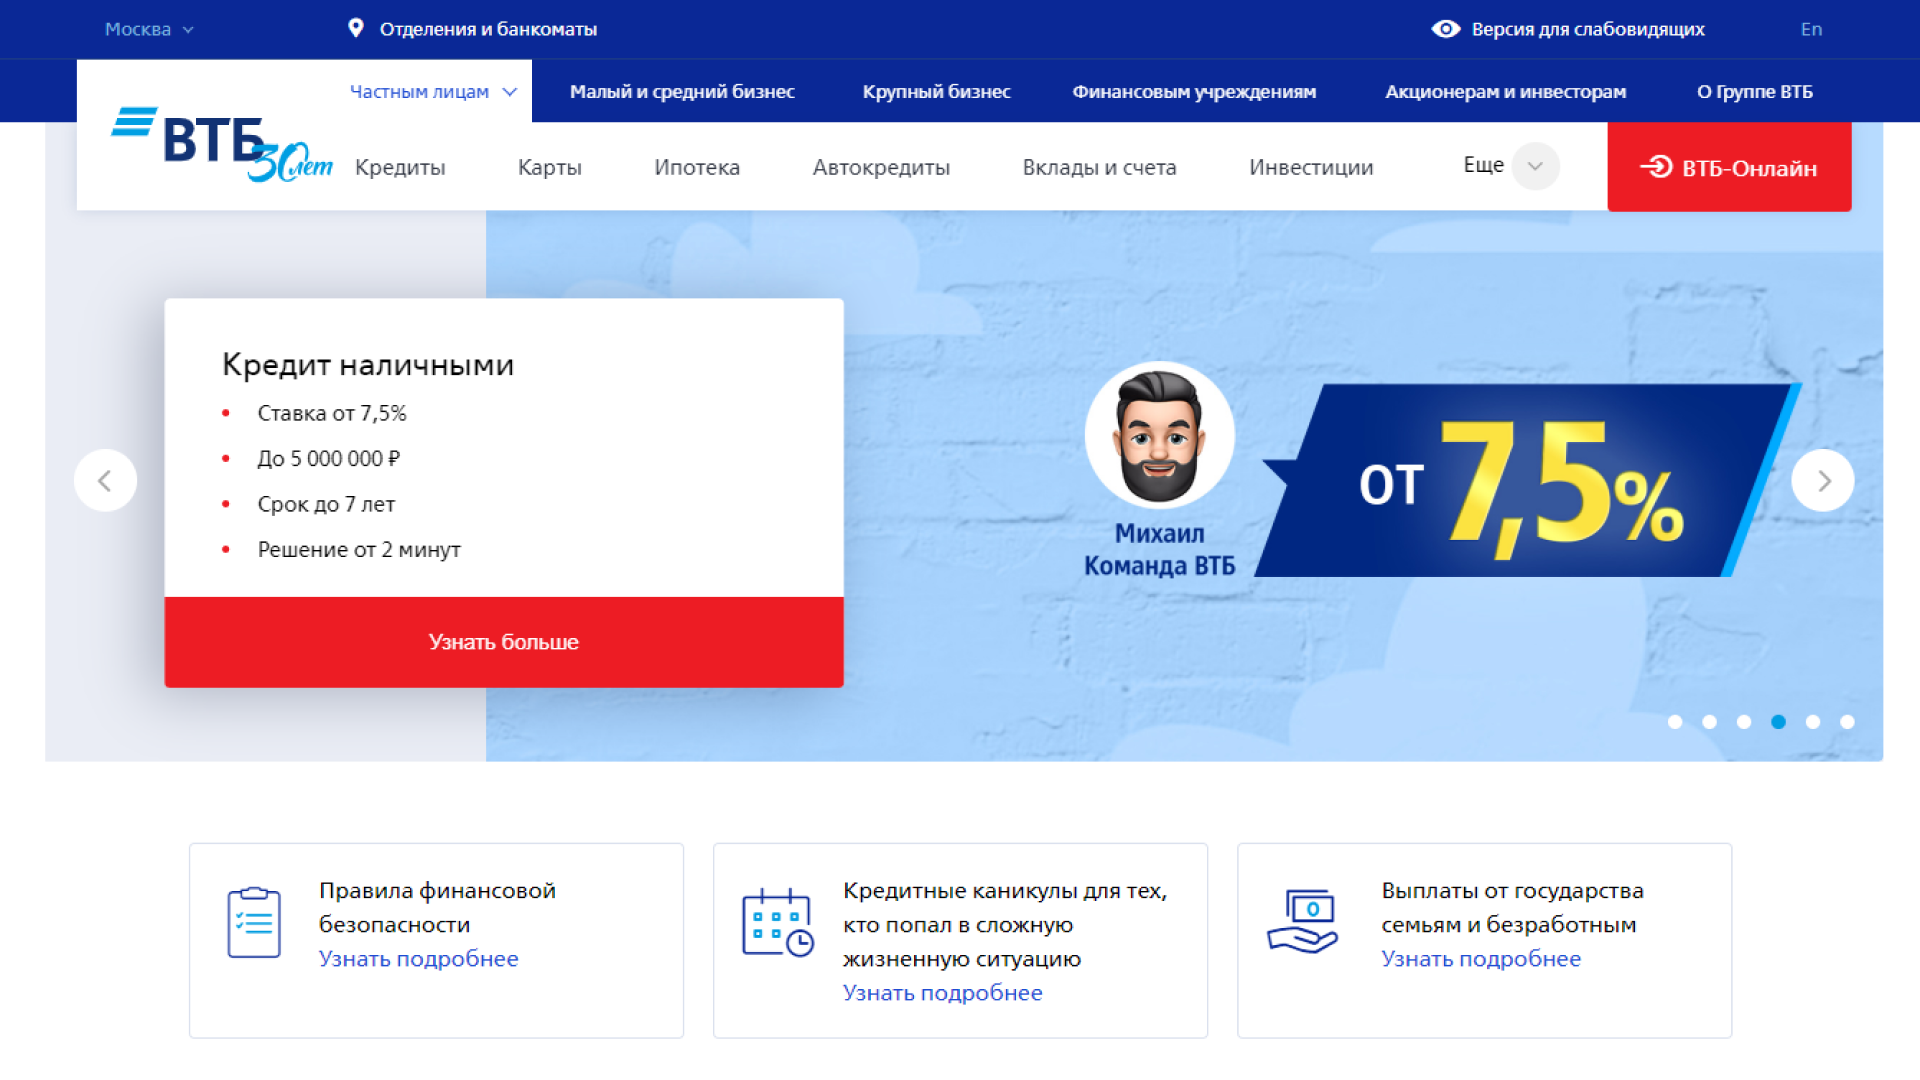 Москва
Отделения и банкоматы
Версия для слабовидящих
En
Частным лицам
Малый и средний бизнес
Крупный бизнес
Финансовым учреждениям
Акционерам и инвесторам
О Группе ВТБ
ВТБ
30 лет
Кредиты
Карты
Ипотека
Автокредиты
Вклады и счета
Инвестиции
Еще
ВТБ-Онлайн
Кредит наличными
Ставка от 7,5%
До 5 000 000 ₽
Срок до 7 лет
Решение от 2 минут
Узнать больше
Михаил
Команда ВТБ
от 7,5%
Правила финансовой
безопасности
Узнать подробнее
Кредитные каникулы для тех,
кто попал в сложную
жизненную ситуацию
Узнать подробнее
Выплаты от государства
семьям и безработным
Узнать подробнее